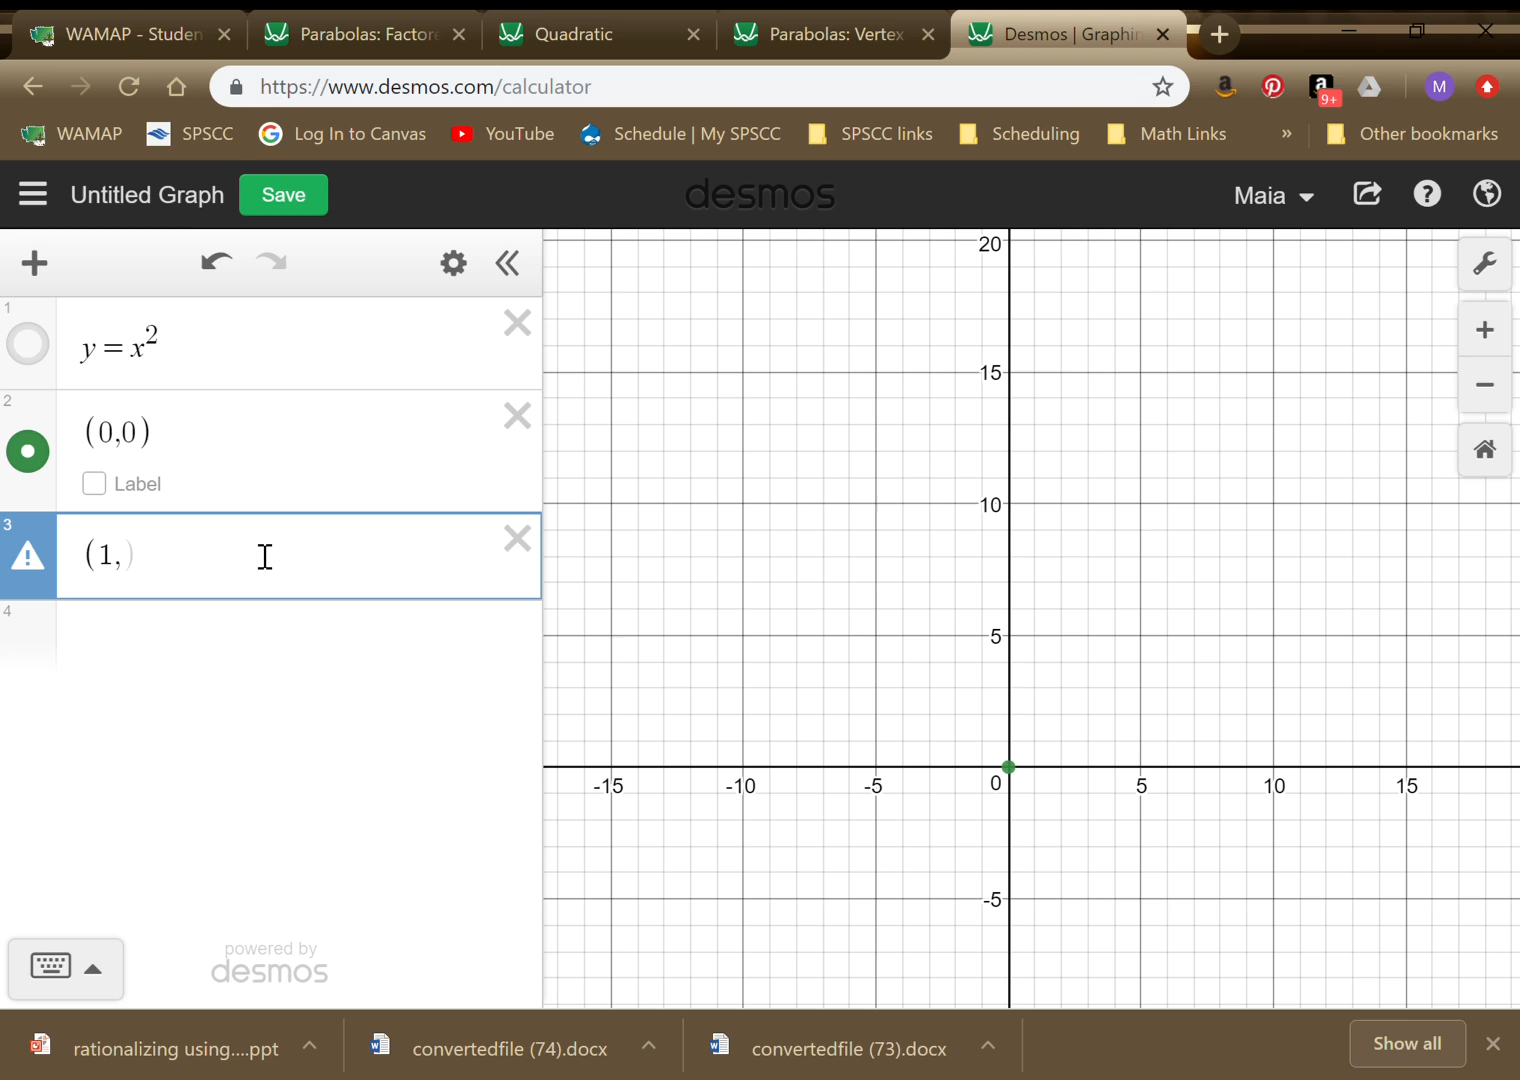 WAMAP - Studen
Parabolas: Factore
Quadratic
Parabolas: Vertex
Desmos | Graphin
https://www.desmos.com/calculator
a
9+
M
WAMAP
SPSCC
Log In to Canvas
YouTube
Schedule | My SPSCC
SPSCC links
Scheduling
Math Links
»
Other bookmarks
Untitled Graph
Save
desmos
Maia
?
1
y = x²
2
(0,0)
Label
3
(1,)
4
20
15
10
5
-15
-10
-5
0
5
10
15
-5
powered by
desmos
rationalizing using....ppt
convertedfile (74).docx
convertedfile (73).docx
Show all